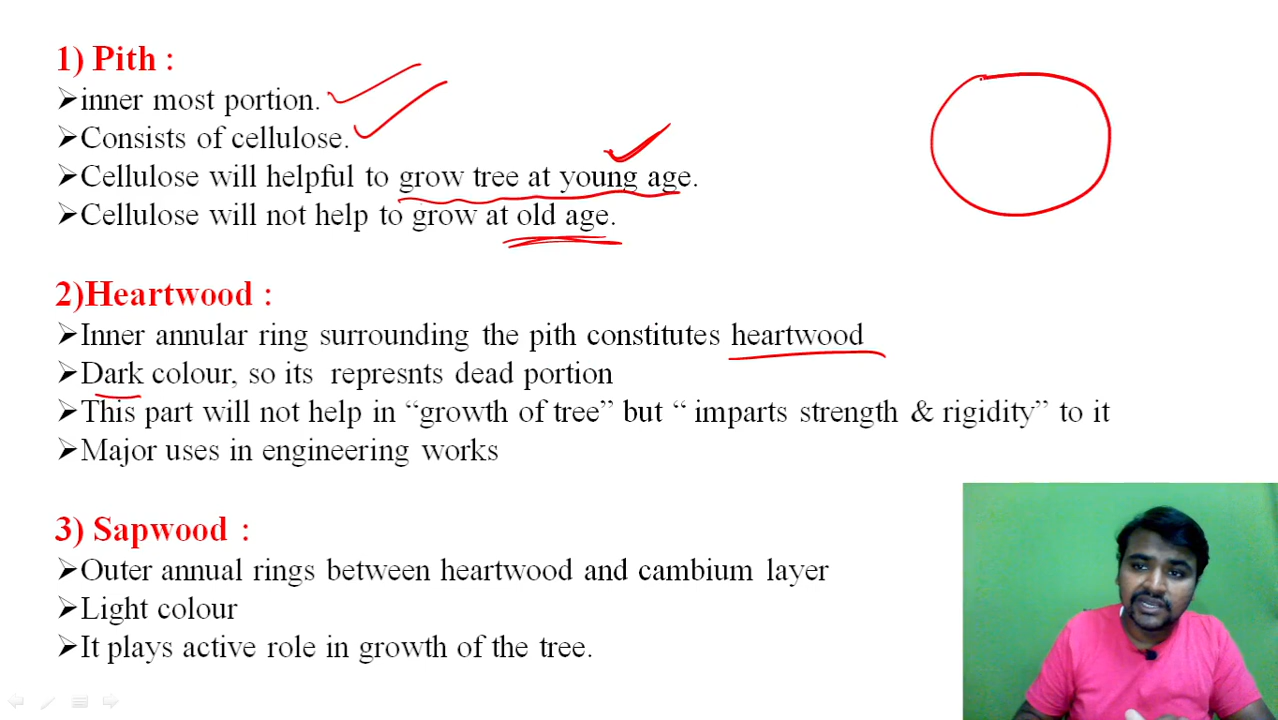 1) Pith :
➢inner most portion.
➢Consists of cellulose.
➢Cellulose will helpful to grow tree at young age.
➢Cellulose will not help to grow at old age.
2)Heartwood :
➢Inner annular ring surrounding the pith constitutes heartwood
➢Dark colour, so its represnts dead portion
➢This part will not help in “growth of tree” but “ imparts strength & rigidity” to it
➢Major uses in engineering works
3) Sapwood :
➢Outer annual rings between heartwood and cambium layer
➢Light colour
➢It plays active role in growth of the tree.